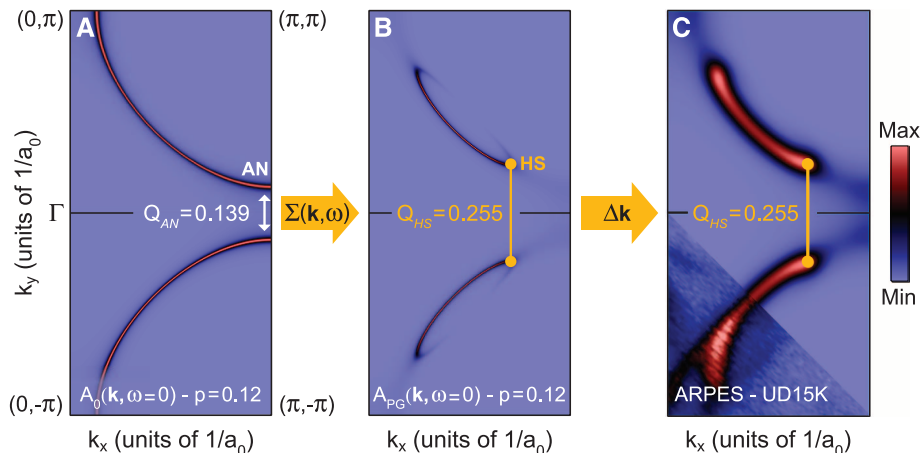 (0,π)
A
(π,π)
B
C
AN
HS
Max
Γ
Q_AN=0.139
Σ(k,ω)
Q_HS=0.255
Δk
Q_HS=0.255
Min
k_y (units of 1/a_0)
A_0(k,ω=0) - p=0.12
A_PG(k,ω=0) - p=0.12
ARPES - UD15K
(0,-π)
(π,-π)
k_x (units of 1/a_0)
k_x (units of 1/a_0)
k_x (units of 1/a_0)